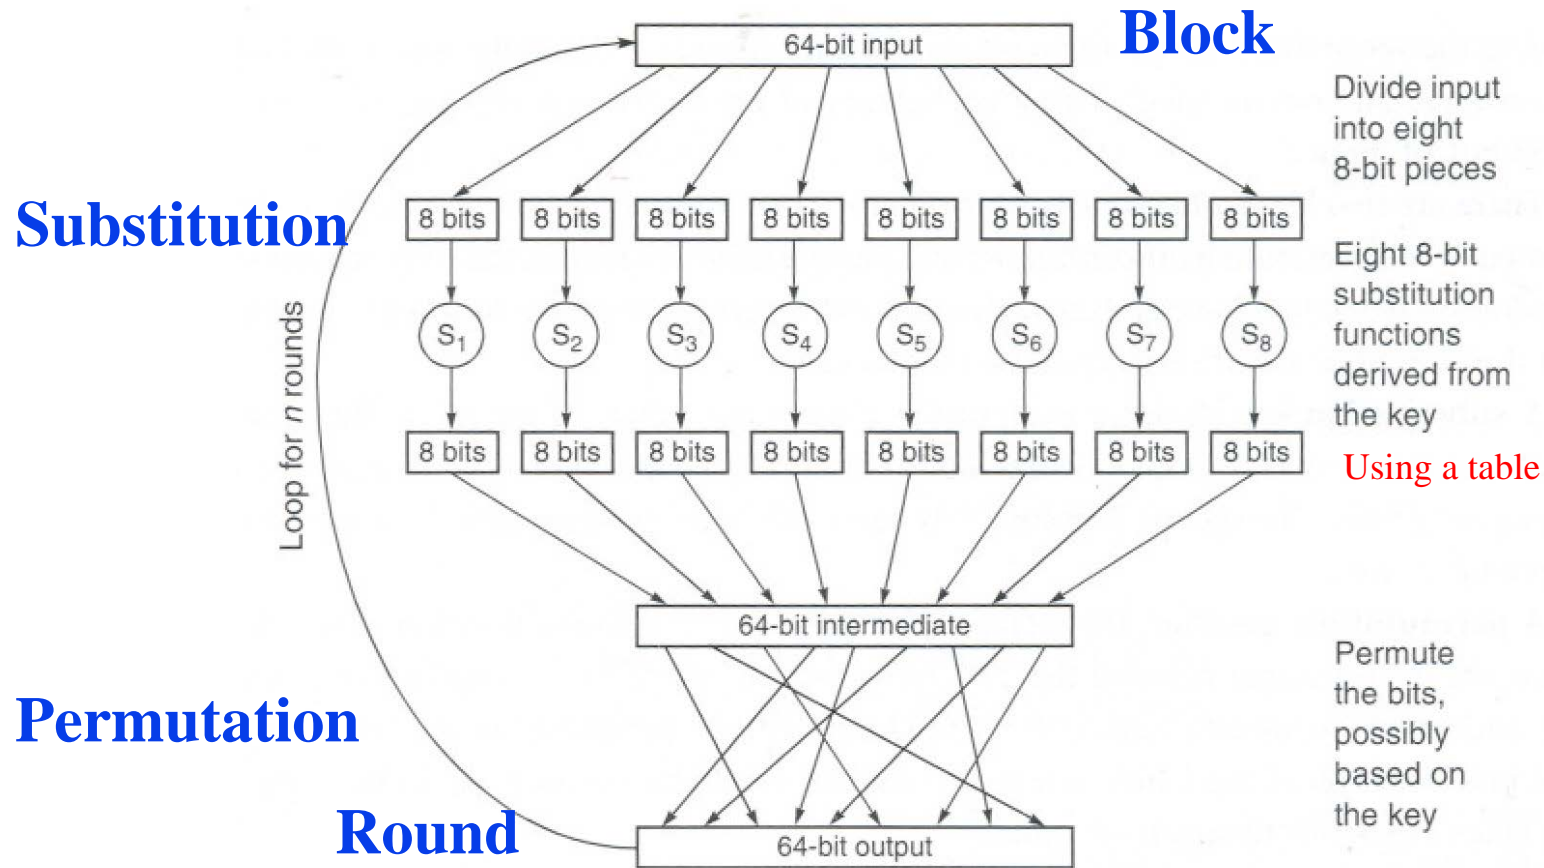 64-bit input
Block
Divide input
into eight
8-bit pieces
Substitution
8 bits 8 bits 8 bits 8 bits 8 bits 8 bits 8 bits 8 bits
Eight 8-bit
substitution
functions
derived from
the key
S1 S2 S3 S4 S5 S6 S7 S8
Loop for n rounds
8 bits 8 bits 8 bits 8 bits 8 bits 8 bits 8 bits 8 bits
Using a table
64-bit intermediate
Permutation
Permute
the bits,
possibly
based on
the key
Round
64-bit output